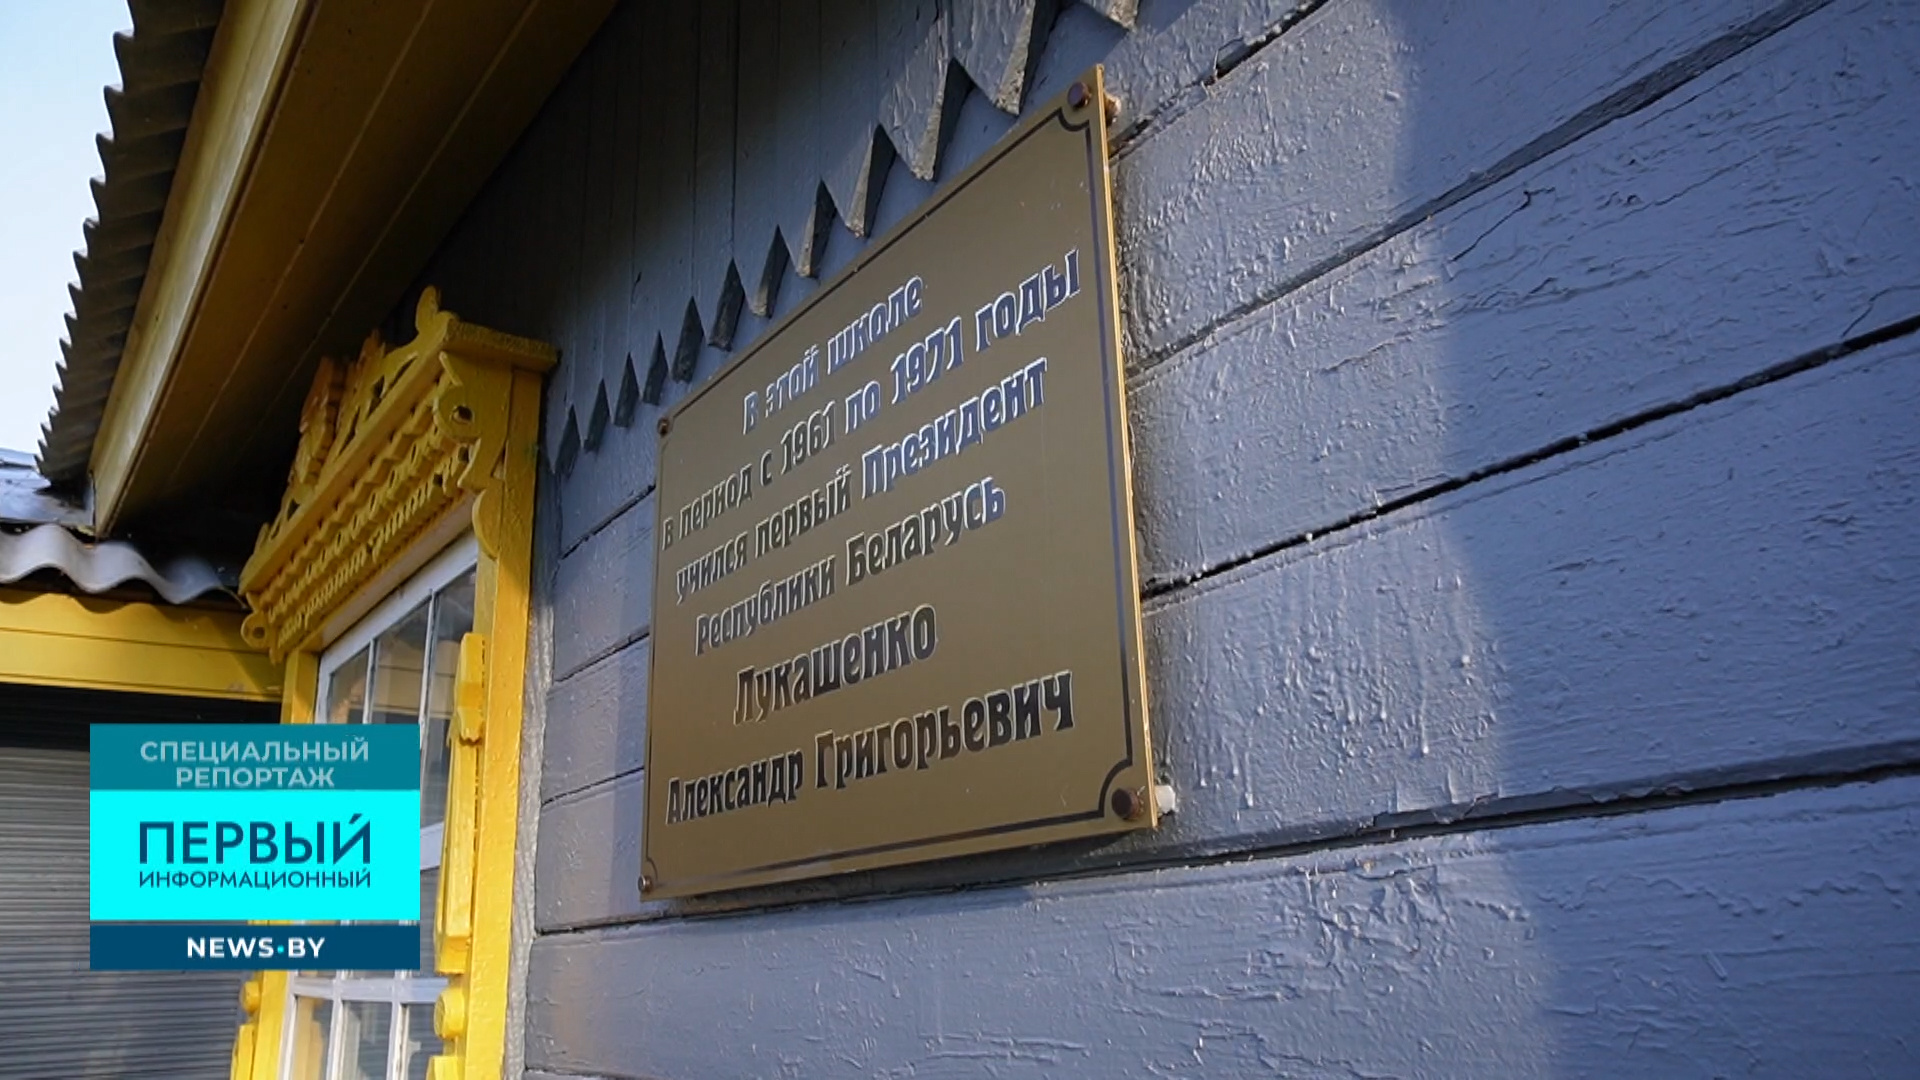 В этой школе
в период с 1961 по 1971 годы
учился первый Президент
Республики Беларусь
Лукашенко
Александр Григорьевич
СПЕЦИАЛЬНЫЙ
РЕПОРТАЖ
ПЕРВЫЙ
ИНФОРМАЦИОННЫЙ
NEWS·BY